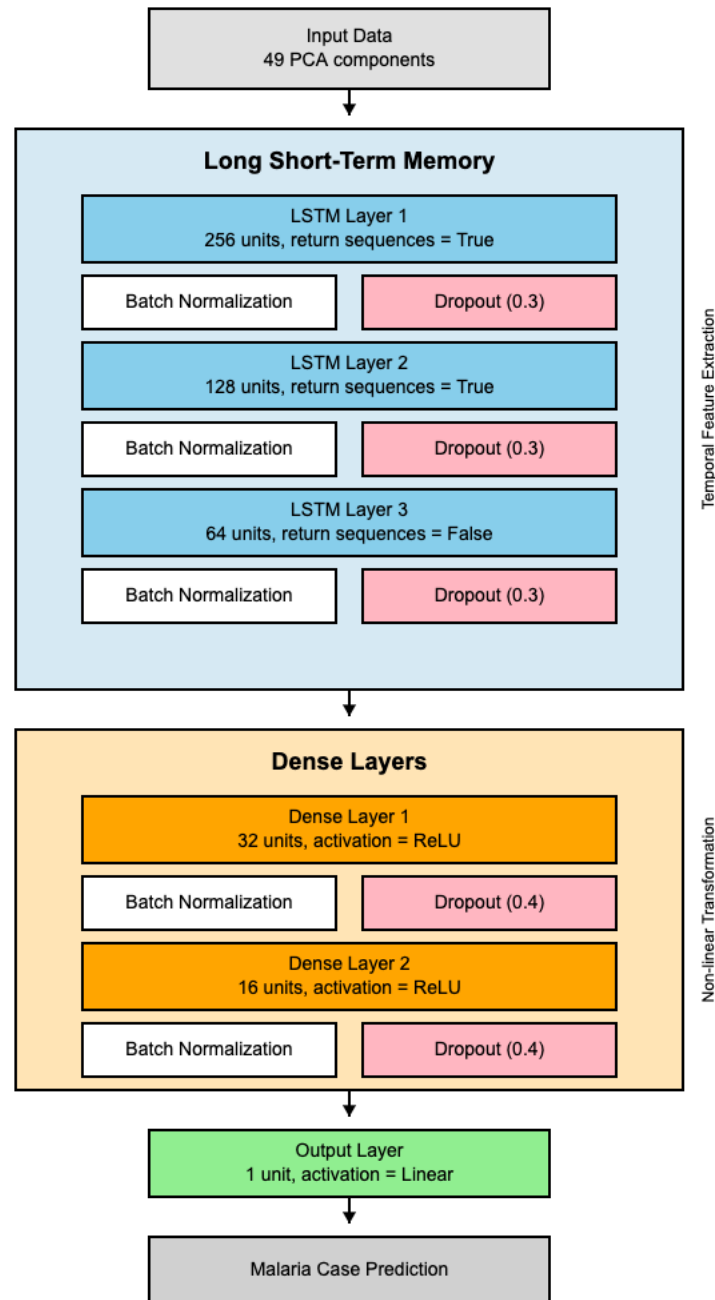 Input Data
49 PCA components
Long Short-Term Memory
LSTM Layer 1
256 units, return sequences = True
Batch Normalization
Dropout (0.3)
LSTM Layer 2
128 units, return sequences = True
Batch Normalization
Dropout (0.3)
LSTM Layer 3
64 units, return sequences = False
Batch Normalization
Dropout (0.3)
Temporal Feature Extraction
Dense Layers
Dense Layer 1
32 units, activation = ReLU
Batch Normalization
Dropout (0.4)
Dense Layer 2
16 units, activation = ReLU
Batch Normalization
Dropout (0.4)
Non-linear Transformation
Output Layer
1 unit, activation = Linear
Malaria Case Prediction